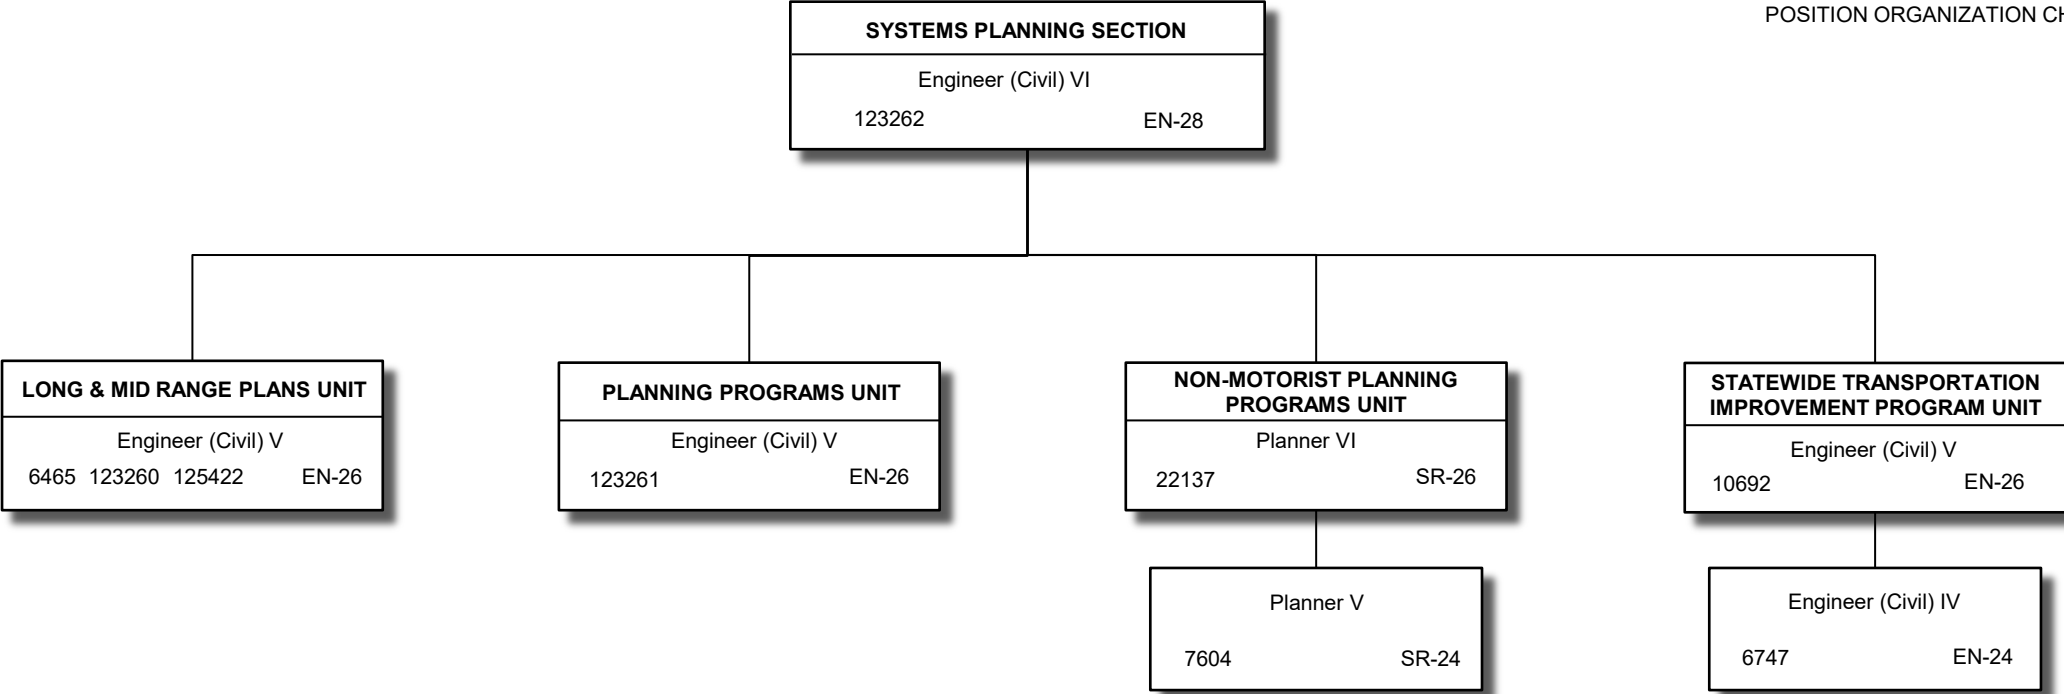 POSITION ORGANIZATION CH
SYSTEMS PLANNING SECTION
Engineer (Civil) VI
123262 EN-28
LONG & MID RANGE PLANS UNIT
Engineer (Civil) V
6465 123260 125422 EN-26
PLANNING PROGRAMS UNIT
Engineer (Civil) V
123261 EN-26
NON-MOTORIST PLANNING
PROGRAMS UNIT
Planner VI
22137 SR-26
STATEWIDE TRANSPORTATION
IMPROVEMENT PROGRAM UNIT
Engineer (Civil) V
10692 EN-26
Planner V
7604 SR-24
Engineer (Civil) IV
6747 EN-24